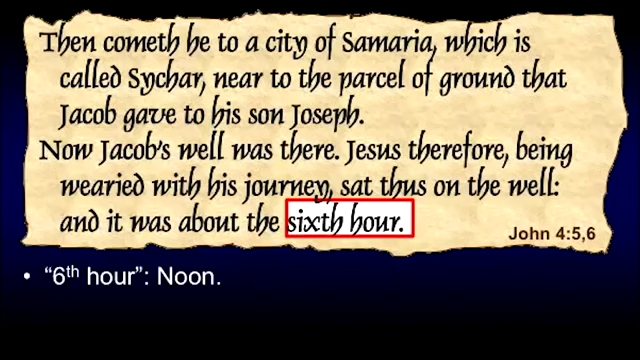 Then cometh he to a city of Samaria, which is
called Sychar, near to the parcel of ground that
Jacob gave to his son Joseph.
Now Jacob's well was there. Jesus therefore, being
wearied with his journey, sat thus on the well:
and it was about the sixth hour.
John 4:5,6
• “6th hour”: Noon.